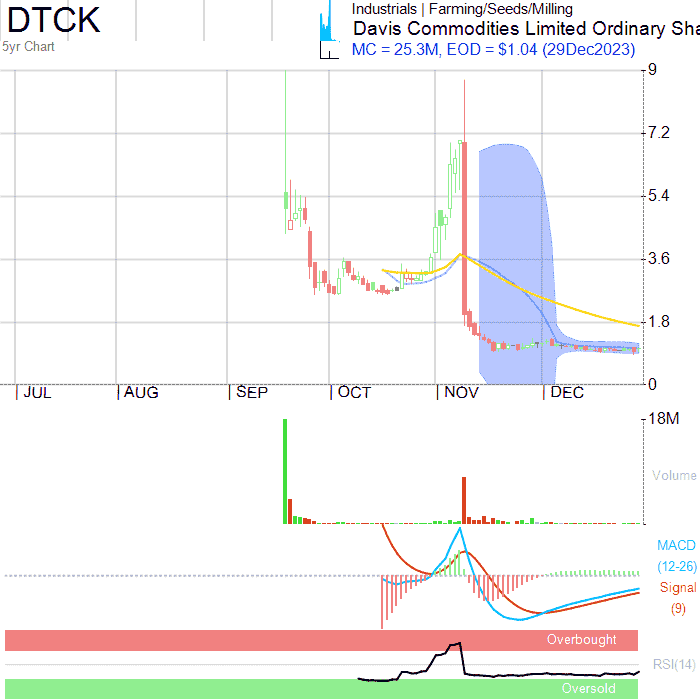 DTCK
5yr Chart
Industrials | Farming/Seeds/Milling
Davis Commodities Limited Ordinary Sha
MC = 25.3M, EOD = $1.04 (29Dec2023)
9
7.2
5.4
3.6
1.8
0
JUL AUG SEP OCT NOV DEC
18M
Volume
MACD
(12-26)
Signal
(9)
Overbought
RSI(14)
Oversold